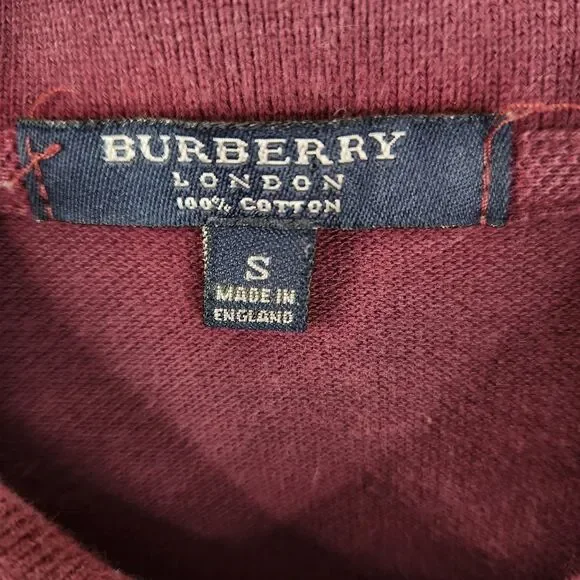 BURBERRY
LONDON
100% COTTON
S
MADE IN
ENGLAND